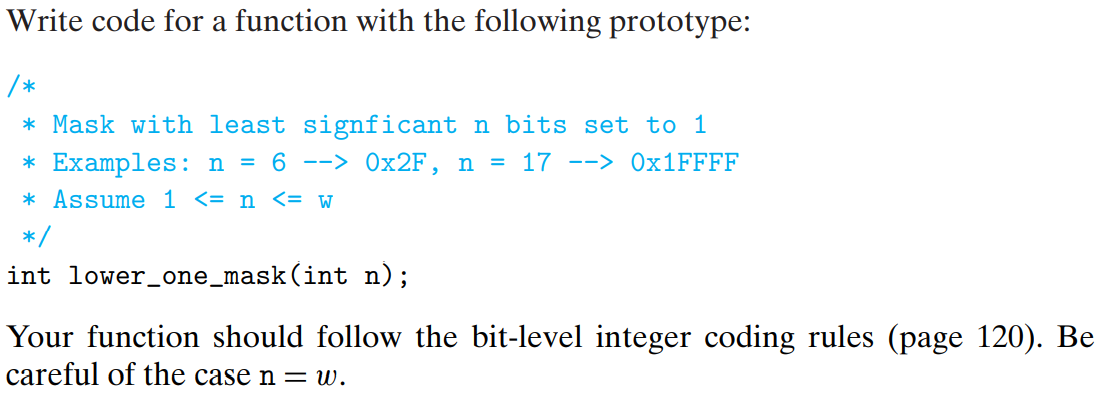 Write code for a function with the following prototype:
/*
* Mask with least signficant n bits set to 1
* Examples: n = 6 --> 0x2F, n = 17 --> 0x1FFFF
* Assume 1 <= n <= w
*/
int lower_one_mask(int n);
Your function should follow the bit-level integer coding rules (page 120). Be
careful of the case n = w.